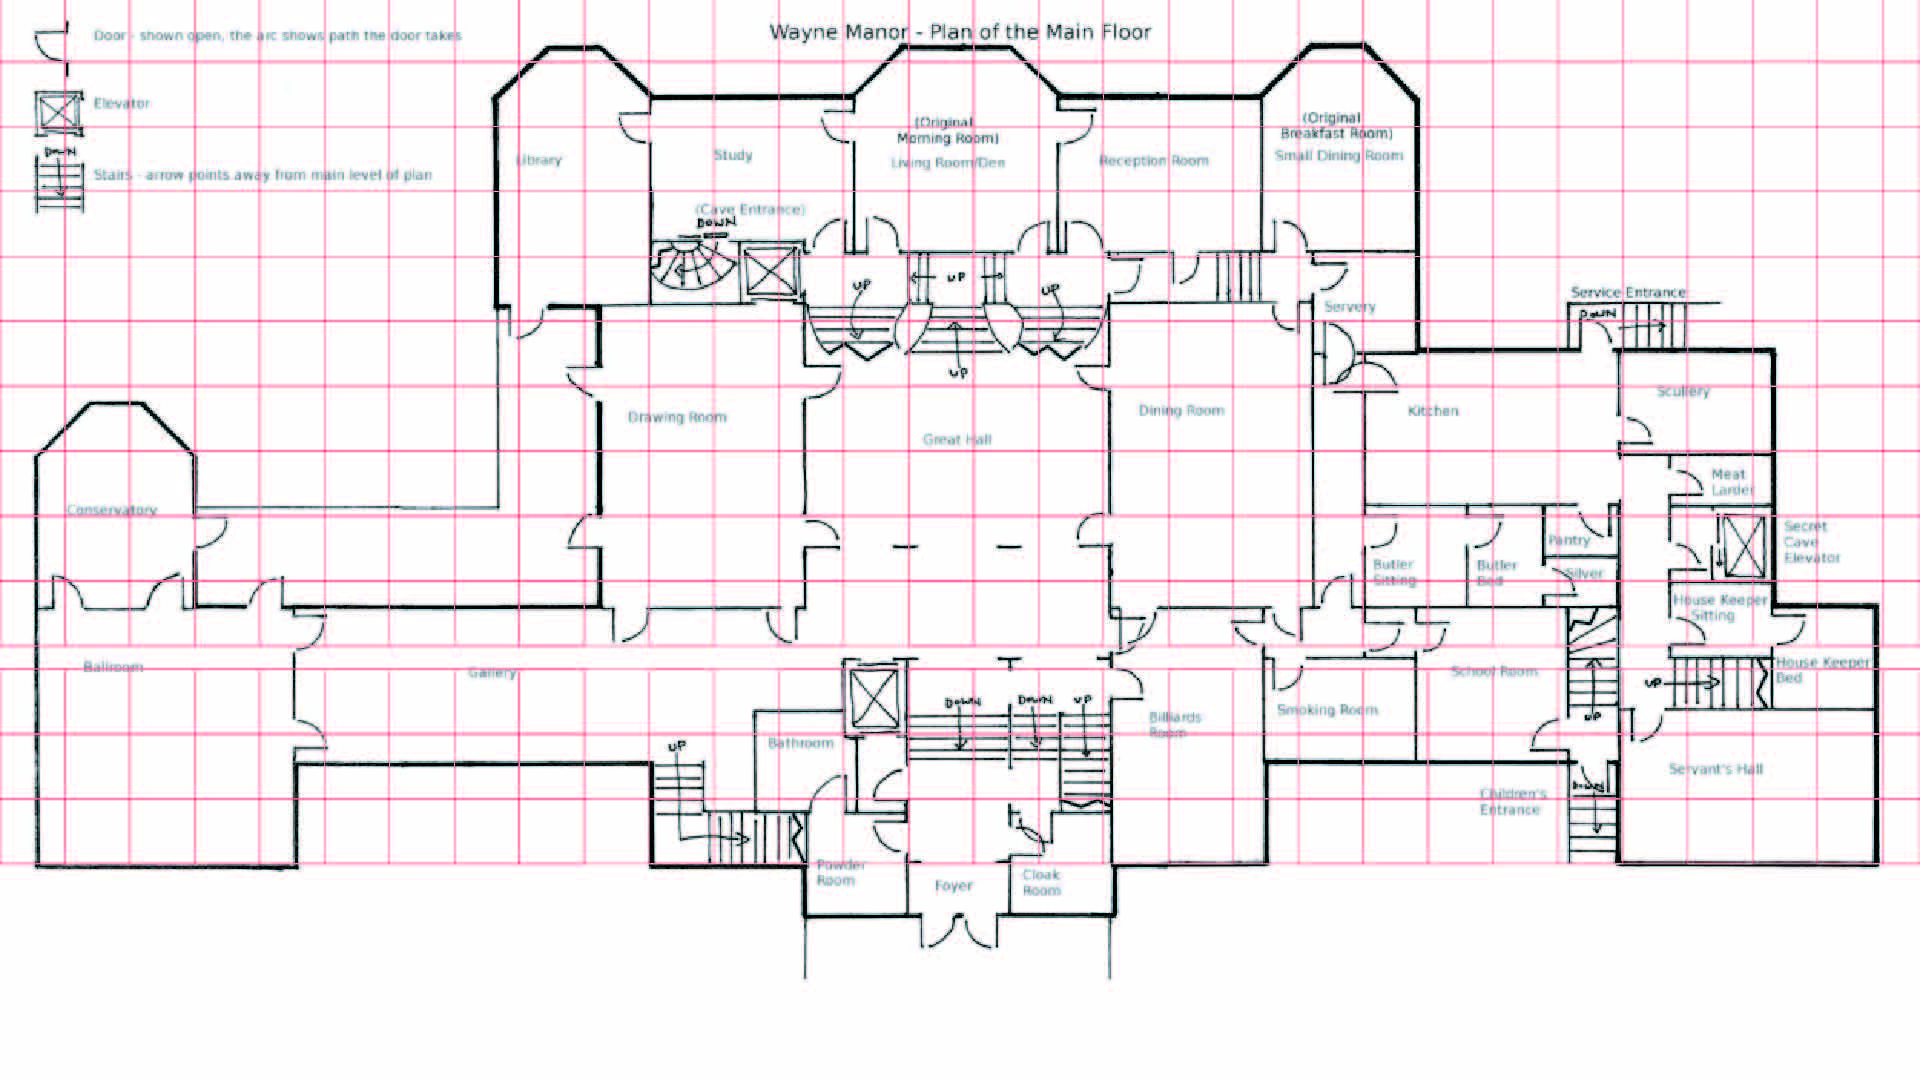 Wayne Manor - Plan of the Main Floor
Door - shown open, the arc shows path the door takes
Elevator
DOWN
Stairs - arrow points away from main level of plan
Library
Study
(Cave Entrance)
DOWN
(Original
Morning Room)
Living Room/Den
Reception Room
(Original
Breakfast Room)
Small Dining Room
UP
UP
UP
UP
Servery
Service Entrance
DOWN
Drawing Room
Great Hall
Dining Room
Kitchen
Scullery
Meat
Larder
Conservatory
Butler
Sitting
Butler
Bed
Pantry
Silver
Secret
Cave
Elevator
House Keeper
Sitting
House Keeper
Bed
Ballroom
Gallery
School Room
UP
UP
Smoking Room
Billiards
Room
DOWN
DOWN
UP
Bathroom
UP
Servant's Hall
Children's
Entrance
DOWN
Powder
Room
Foyer
Cloak
Room